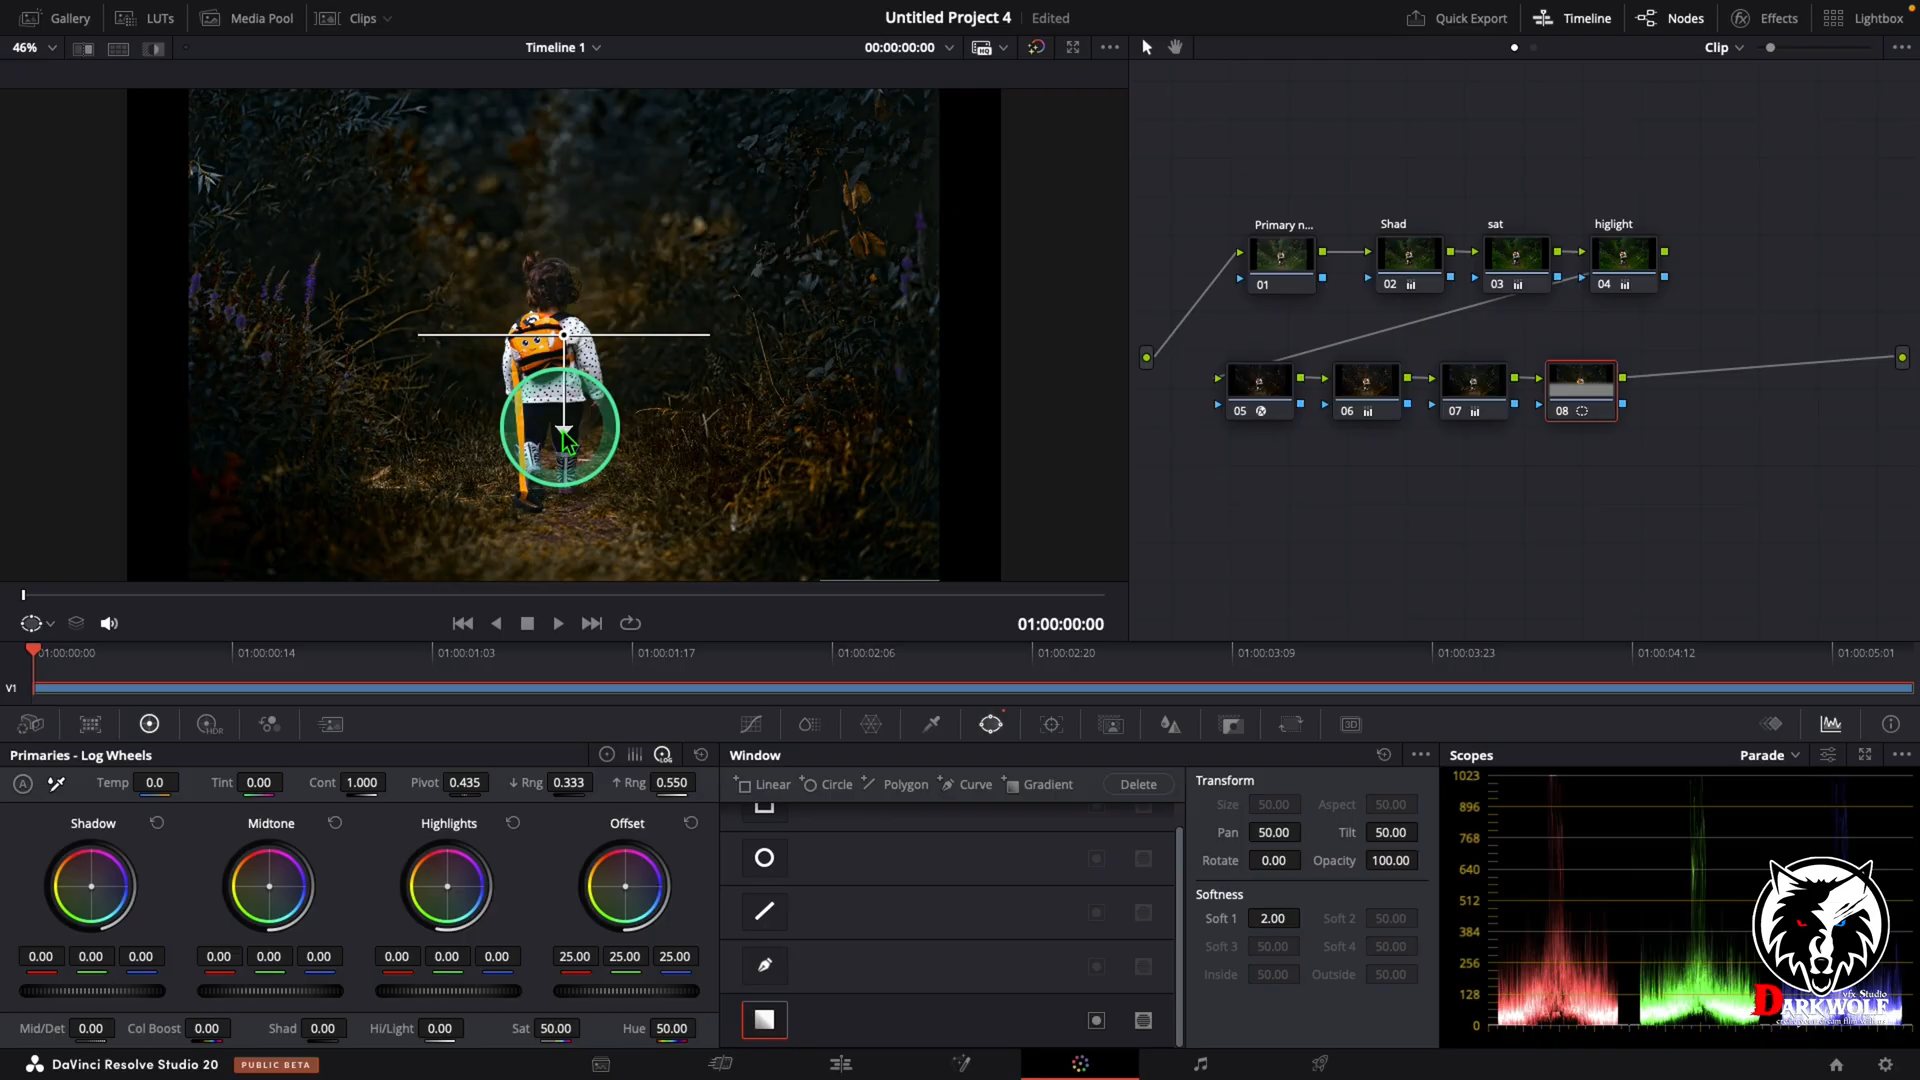 Gallery LUTs Media Pool Clips Untitled Project 4 Edited Quick Export Timeline Nodes Effects Lightbox
46% Timeline 1 00:00:00:00 Clip
Primary n... Shad sat higlight
01 02 03 04
05 06 07 08
01:00:00:00
01:00:00:00 01:00:00:14 01:00:01:03 01:00:01:17 01:00:02:06 01:00:02:20 01:00:03:09 01:00:03:23 01:00:04:12 01:00:05:01
V1
HDR 3D
Primaries - Log Wheels LOG Window Scopes Parade
A Temp 0.0 Tint 0.00 Cont 1.000 Pivot 0.435 ↓ Rng 0.333 ↑ Rng 0.550
Linear Circle Polygon Curve Gradient Delete
Transform
Size 50.00 Aspect 50.00
Pan 50.00 Tilt 50.00
Rotate 0.00 Opacity 100.00
Softness
Soft 1 2.00 Soft 2 50.00
Soft 3 50.00 Soft 4 50.00
Inside 50.00 Outside 50.00
Shadow Midtone Highlights Offset
0.00 0.00 0.00 0.00 0.00 0.00 0.00 0.00 0.00 25.00 25.00 25.00
Mid/Det 0.00 Col Boost 0.00 Shad 0.00 Hi/Light 0.00 Sat 50.00 Hue 50.00
1023
896
768
640
512
384
256
128
0
vfx Studio
DARKWOLF
DaVinci Resolve Studio 20 PUBLIC BETA